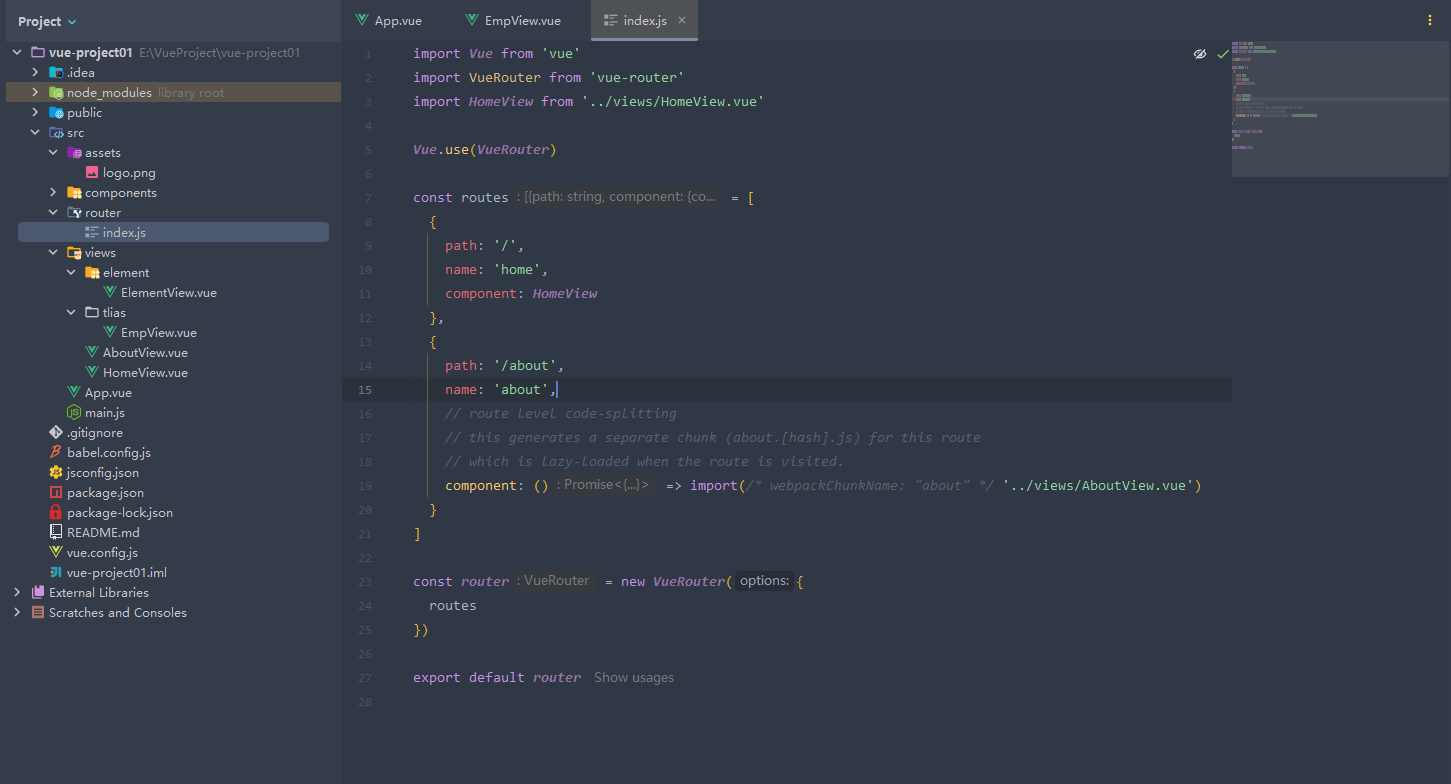 Project
vue-project01 E:\VueProject\vue-project01
.idea
node_modules library root
public
src
assets
logo.png
components
router
index.js
views
element
ElementView.vue
tlias
EmpView.vue
AboutView.vue
HomeView.vue
App.vue
main.js
.gitignore
babel.config.js
jsconfig.json
package.json
package-lock.json
README.md
vue.config.js
vue-project01.iml
External Libraries
Scratches and Consoles
App.vue EmpView.vue index.js
1 import Vue from 'vue'
2 import VueRouter from 'vue-router'
3 import HomeView from '../views/HomeView.vue'
4
5 Vue.use(VueRouter)
6
7 const routes : [{path: string, component: {co... = [
8 {
9 path: '/',
10 name: 'home',
11 component: HomeView
12 },
13 {
14 path: '/about',
15 name: 'about',
16 // route level code-splitting
17 // this generates a separate chunk (about.[hash].js) for this route
18 // which is lazy-loaded when the route is visited.
19 component: () : Promise<{...}> => import(/* webpackChunkName: "about" */ '../views/AboutView.vue')
20 }
21 ]
22
23 const router : VueRouter = new VueRouter( options: {
24 routes
25 })
26
27 export default router Show usages
28